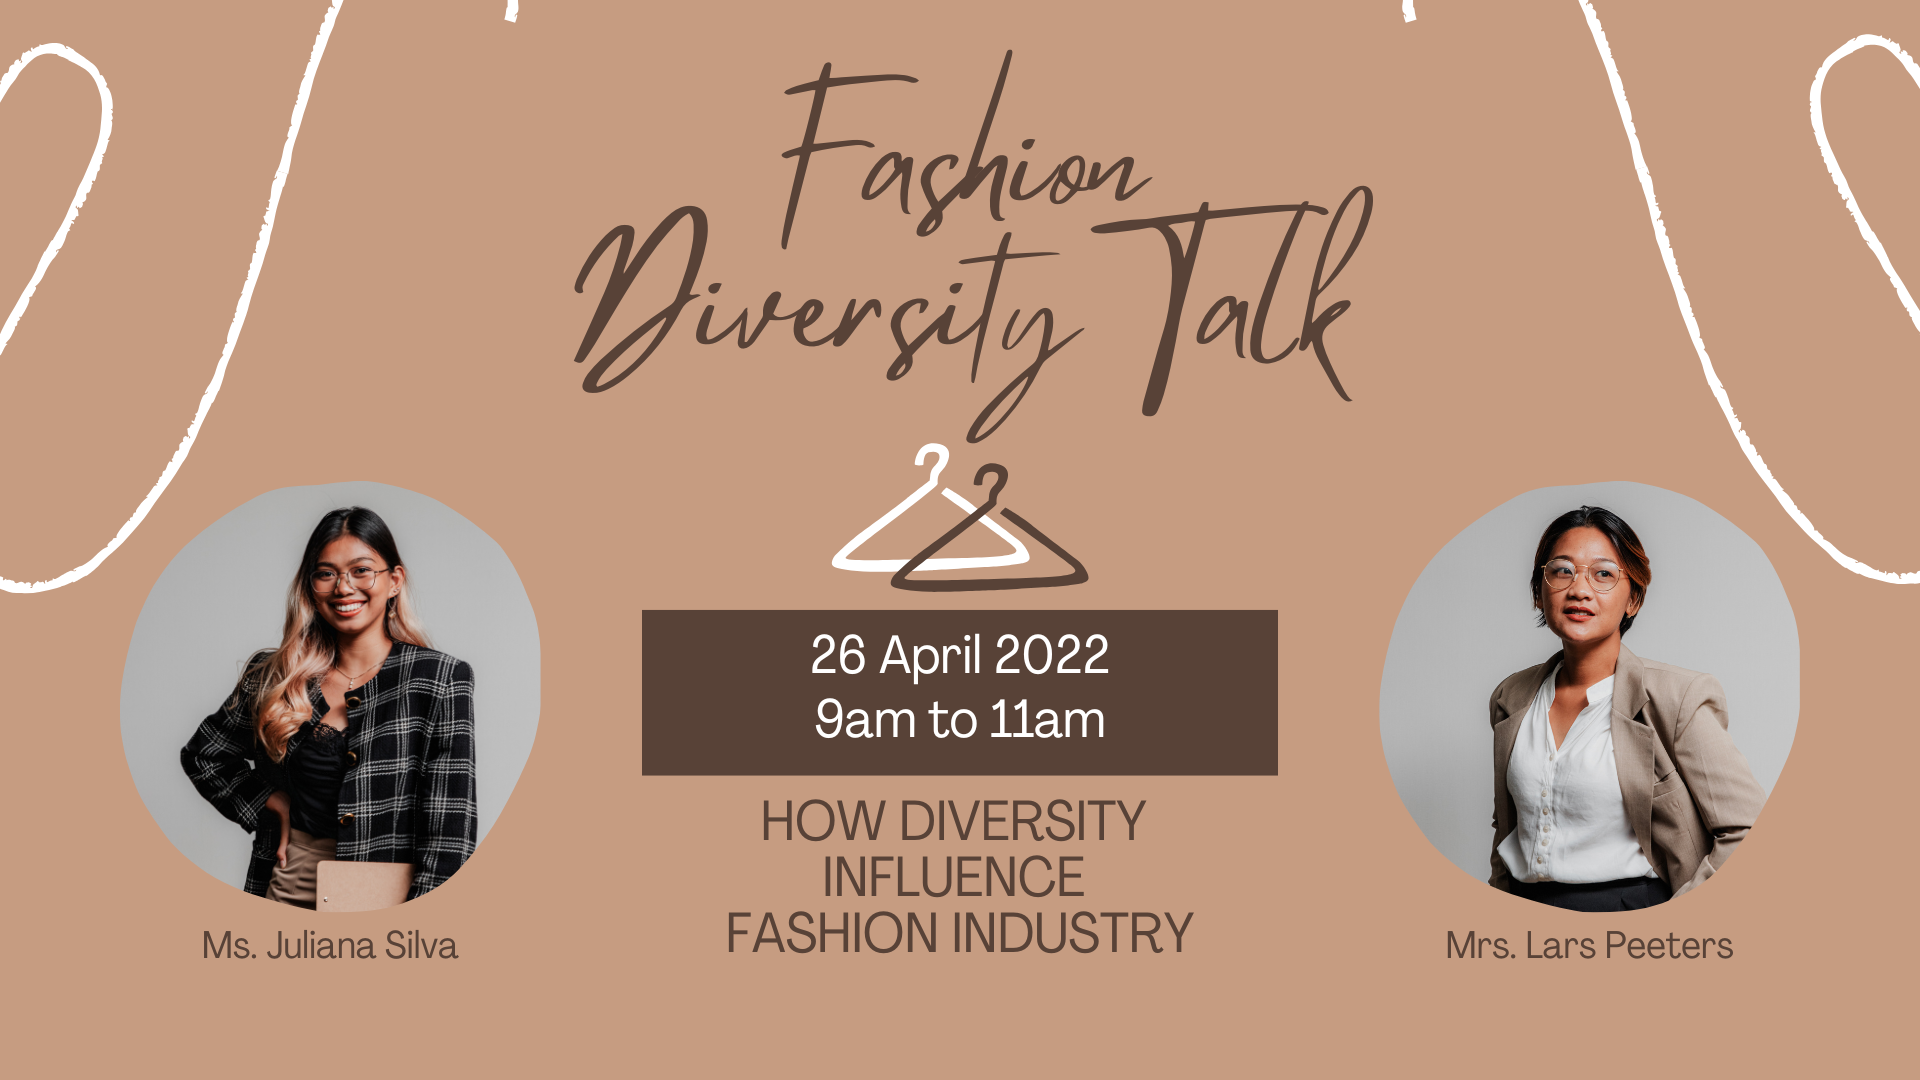 Fashion
Diversity Talk
26 April 2022
9am to 11am
HOW DIVERSITY
INFLUENCE
FASHION INDUSTRY
Ms. Juliana Silva
Mrs. Lars Peeters